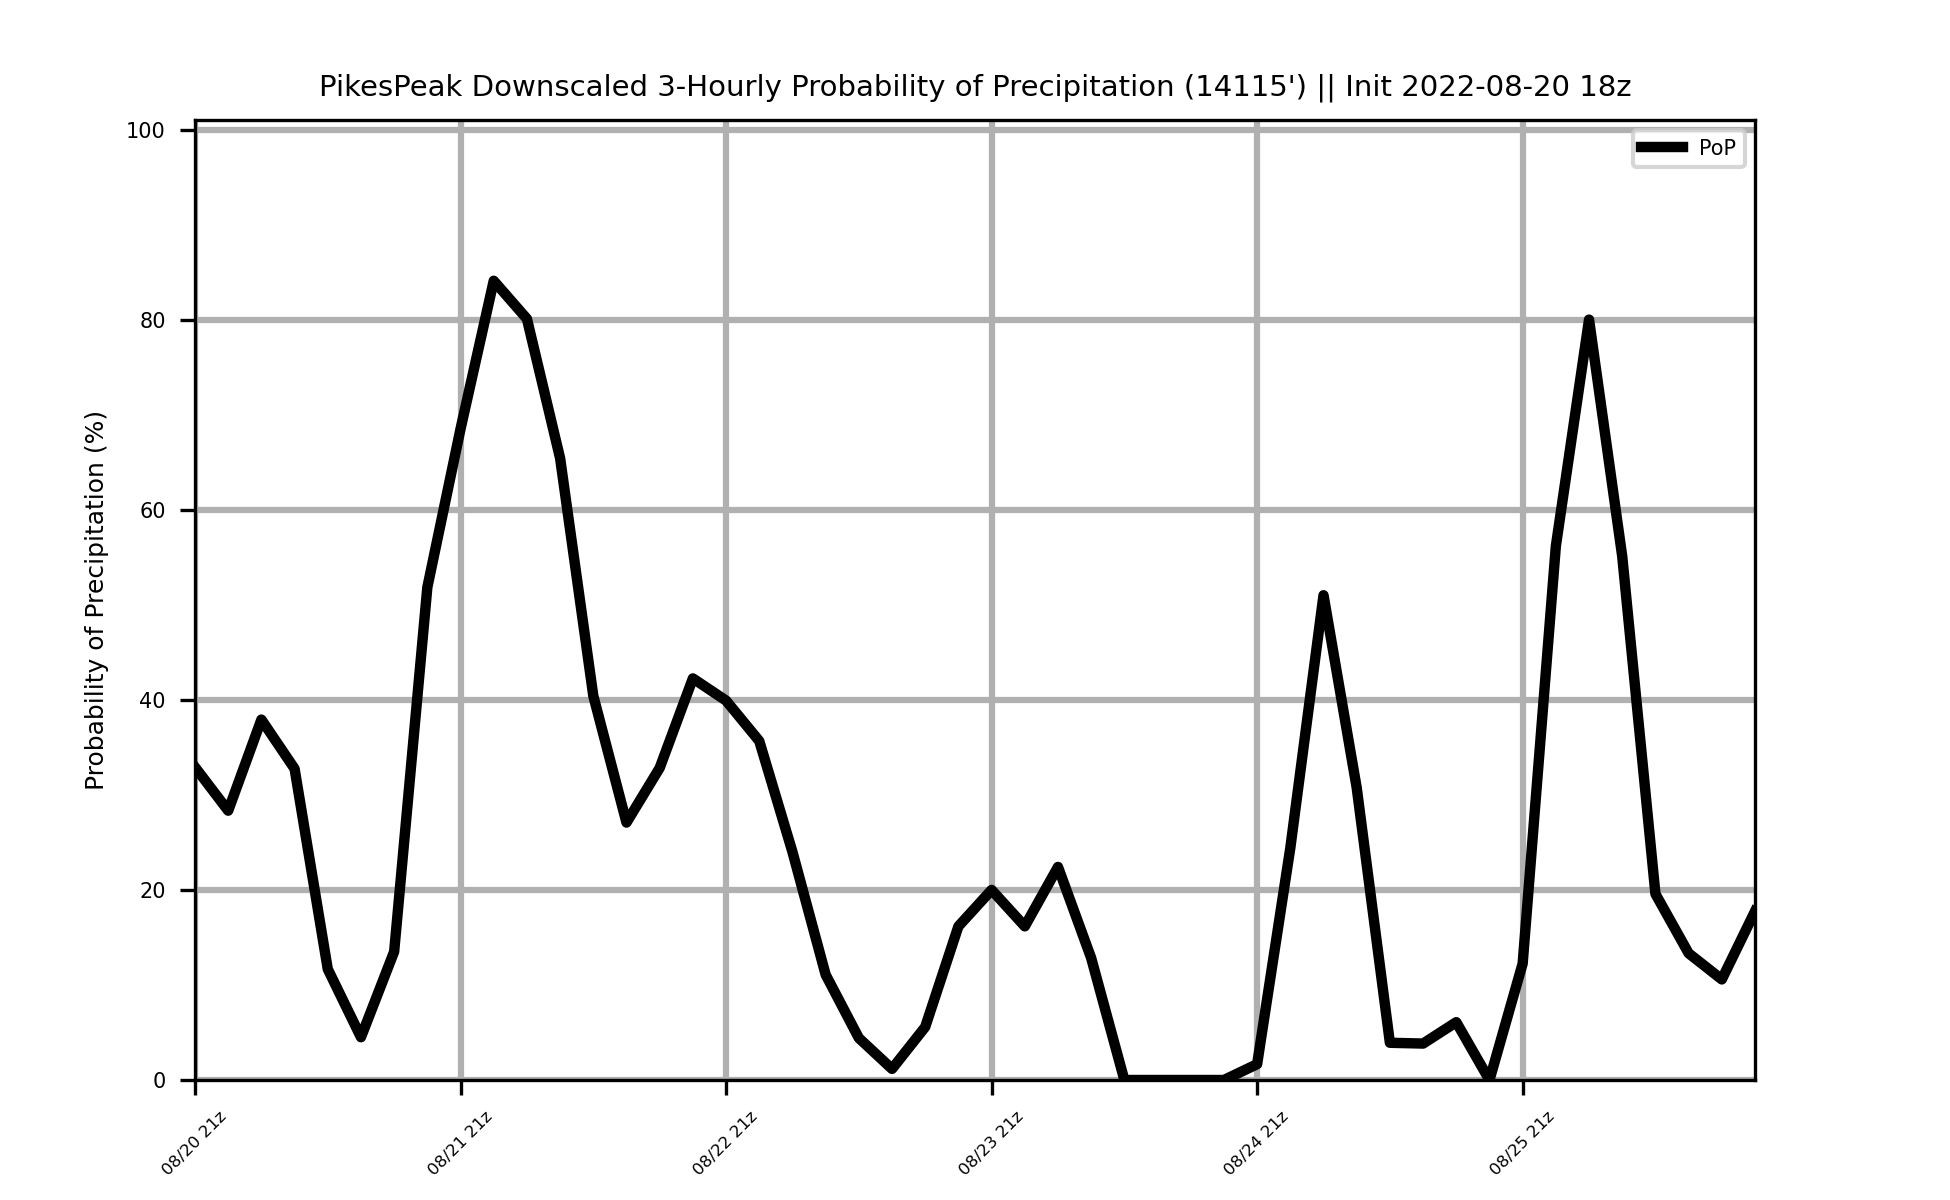 PikesPeak Downscaled 3-Hourly Probability of Precipitation (14115') || Init 2022-08-20 18z
PoP
Probability of Precipitation (%)
100
80
60
40
20
0
08/20 21z
08/21 21z
08/22 21z
08/23 21z
08/24 21z
08/25 21z